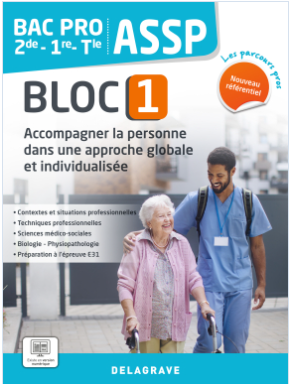 BAC PRO
2de - 1re - Tle
ASSP
Les parcours pros
Nouveau
référentiel
BLOC 1
Accompagner la personne
dans une approche globale
et individualisée
• Contextes et situations professionnelles
• Techniques professionnelles
• Sciences médico-sociales
• Biologie - Physiopathologie
• Préparation à l'épreuve E31
DELAGRAVE